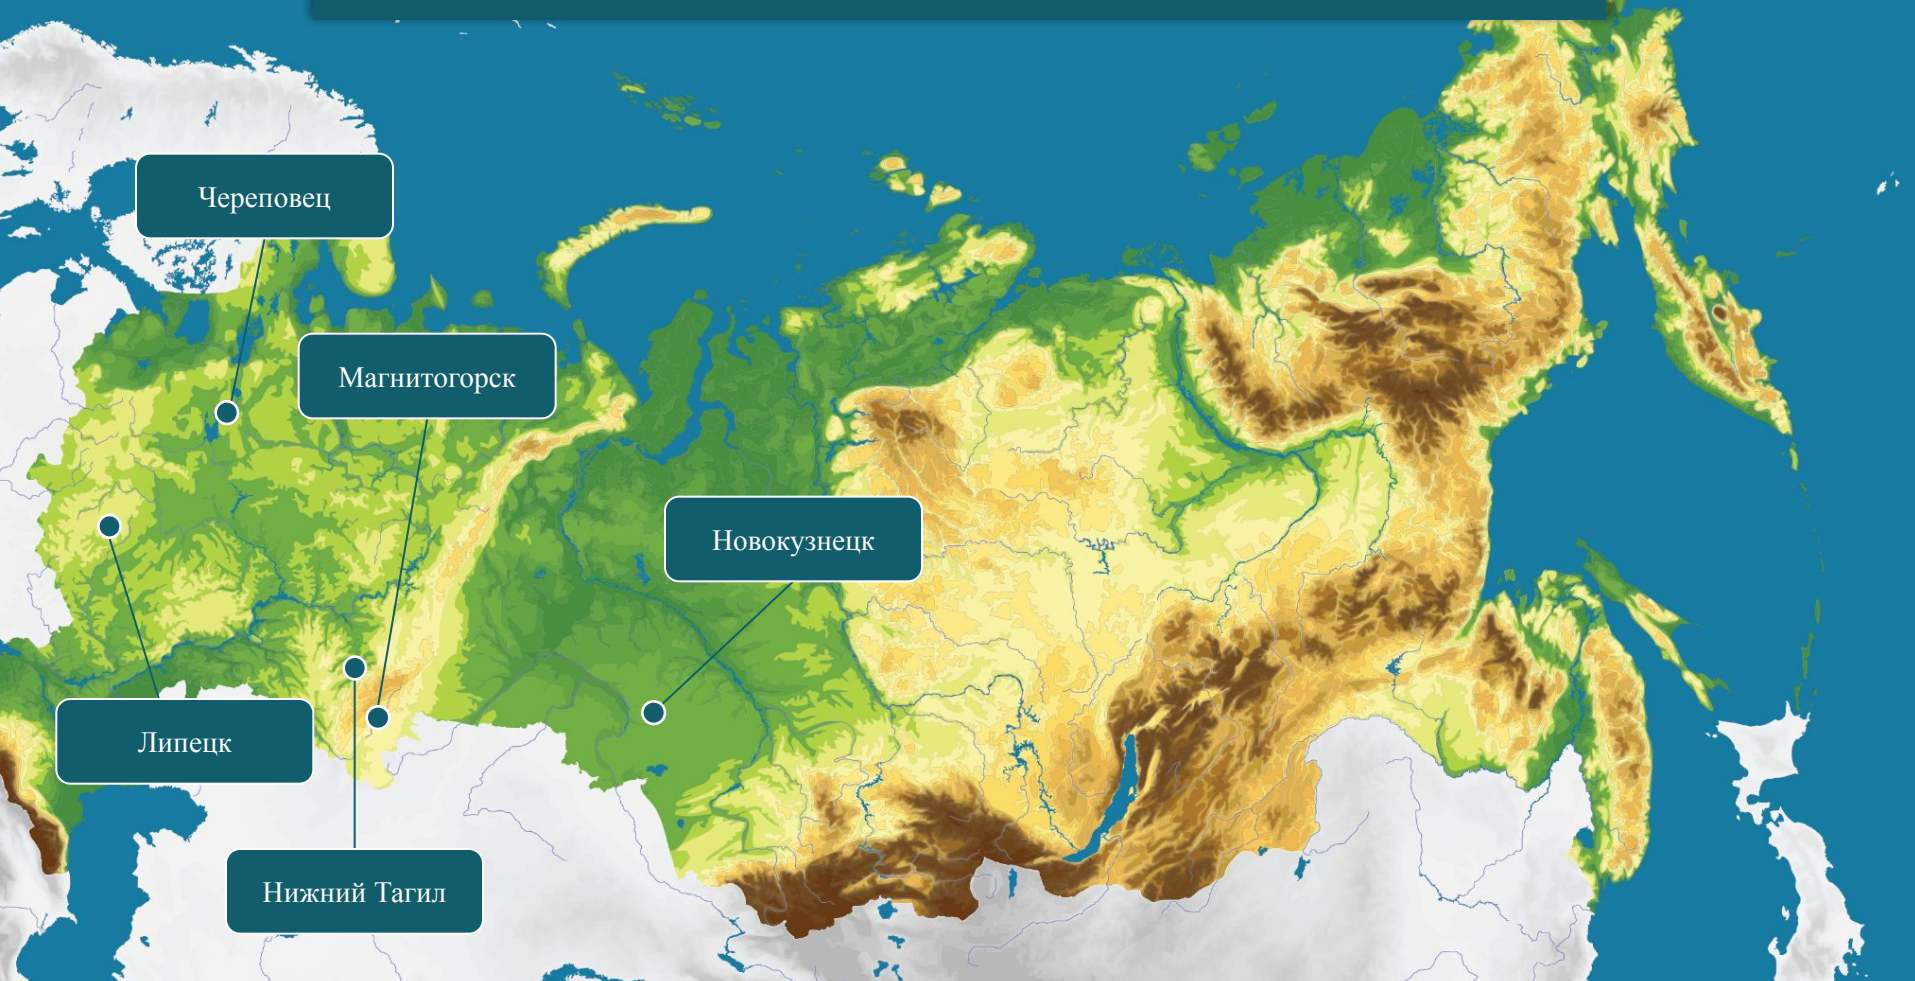 Череповец
Магнитогорск
Новокузнецк
Липецк
Нижний Тагил